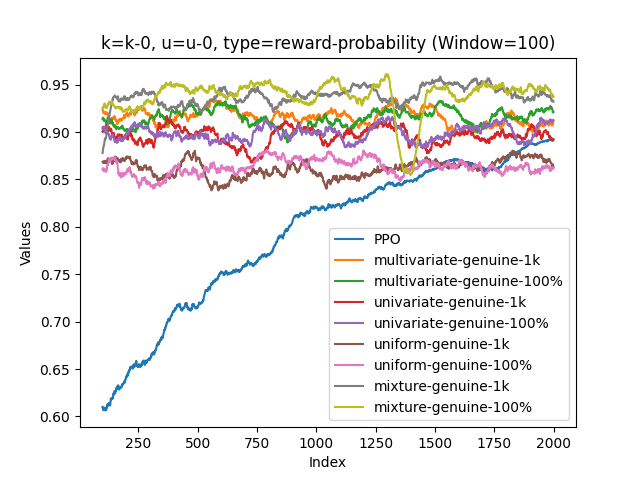 k=k-0, u=u-0, type=reward-probability (Window=100)
Values
0.95
0.90
0.85
0.80
0.75
0.70
0.65
0.60
PPO
multivariate-genuine-1k
multivariate-genuine-100%
univariate-genuine-1k
univariate-genuine-100%
uniform-genuine-1k
uniform-genuine-100%
mixture-genuine-1k
mixture-genuine-100%
250 500 750 1000 1250 1500 1750 2000
Index